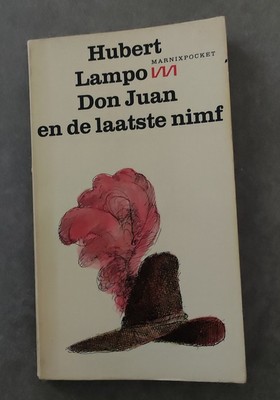 Hubert
Lampo
MARNIXPOCKET
Don Juan
en de laatste nimf